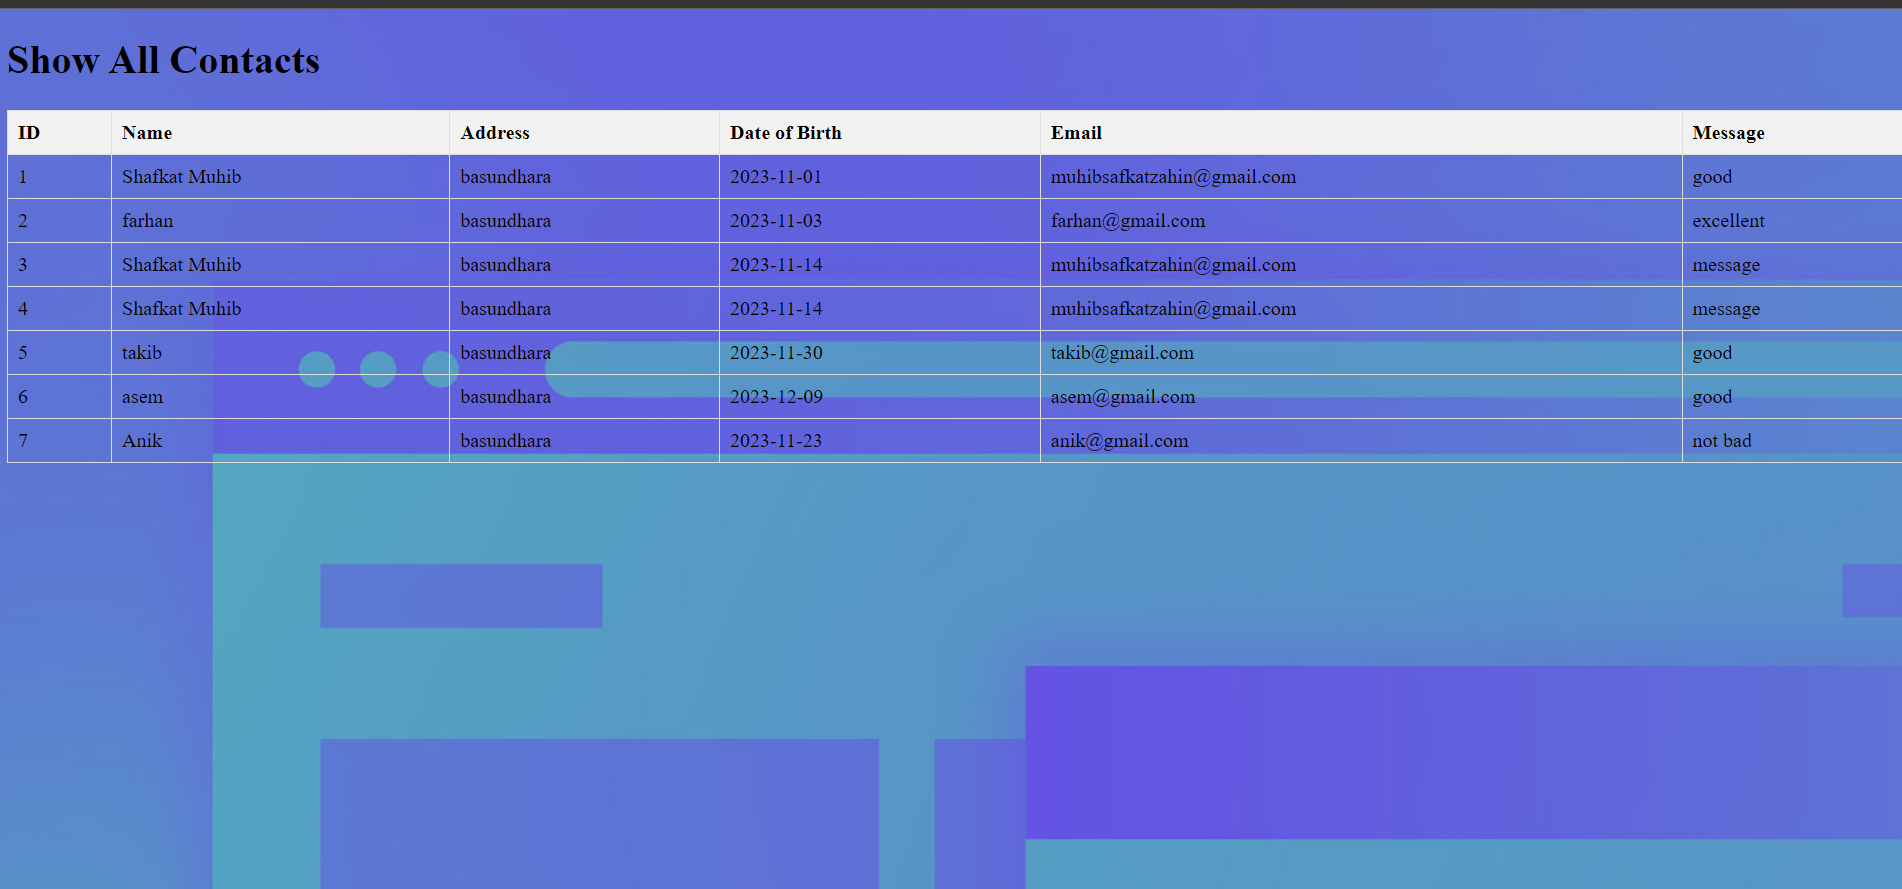 Show All Contacts
ID Name Address Date of Birth Email Message
1 Shafkat Muhib basundhara 2023-11-01 muhibsafkatzahin@gmail.com good
2 farhan basundhara 2023-11-03 farhan@gmail.com excellent
3 Shafkat Muhib basundhara 2023-11-14 muhibsafkatzahin@gmail.com message
4 Shafkat Muhib basundhara 2023-11-14 muhibsafkatzahin@gmail.com message
5 takib basundhara 2023-11-30 takib@gmail.com good
6 asem basundhara 2023-12-09 asem@gmail.com good
7 Anik basundhara 2023-11-23 anik@gmail.com not bad